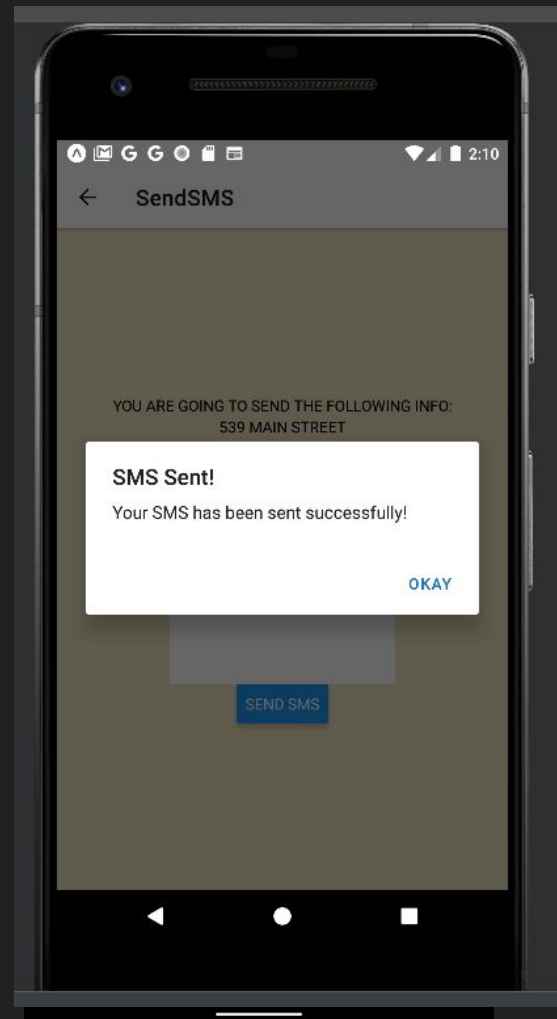 2:10
SendSMS
YOU ARE GOING TO SEND THE FOLLOWING INFO:
539 MAIN STREET
SMS Sent!
Your SMS has been sent successfully!
OKAY
SEND SMS